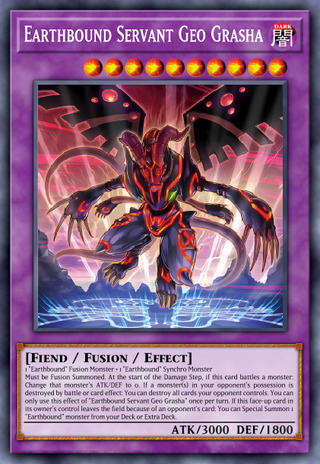 Earthbound Servant Geo Grasha
DARK
闇
[Fiend / Fusion / Effect]
1 "Earthbound" Fusion Monster + 1 "Earthbound" Synchro Monster
Must be Fusion Summoned. At the start of the Damage Step, if this card battles a monster:
Change that monster's ATK/DEF to 0. If a monster(s) in your opponent's possession is
destroyed by battle or card effect: You can destroy all cards your opponent controls. You can
only use this effect of "Earthbound Servant Geo Grasha" once per turn. If this face-up card in
its owner's control leaves the field because of an opponent's card: You can Special Summon 1
"Earthbound" monster from your Deck or Extra Deck.
ATK/3000 DEF/1800